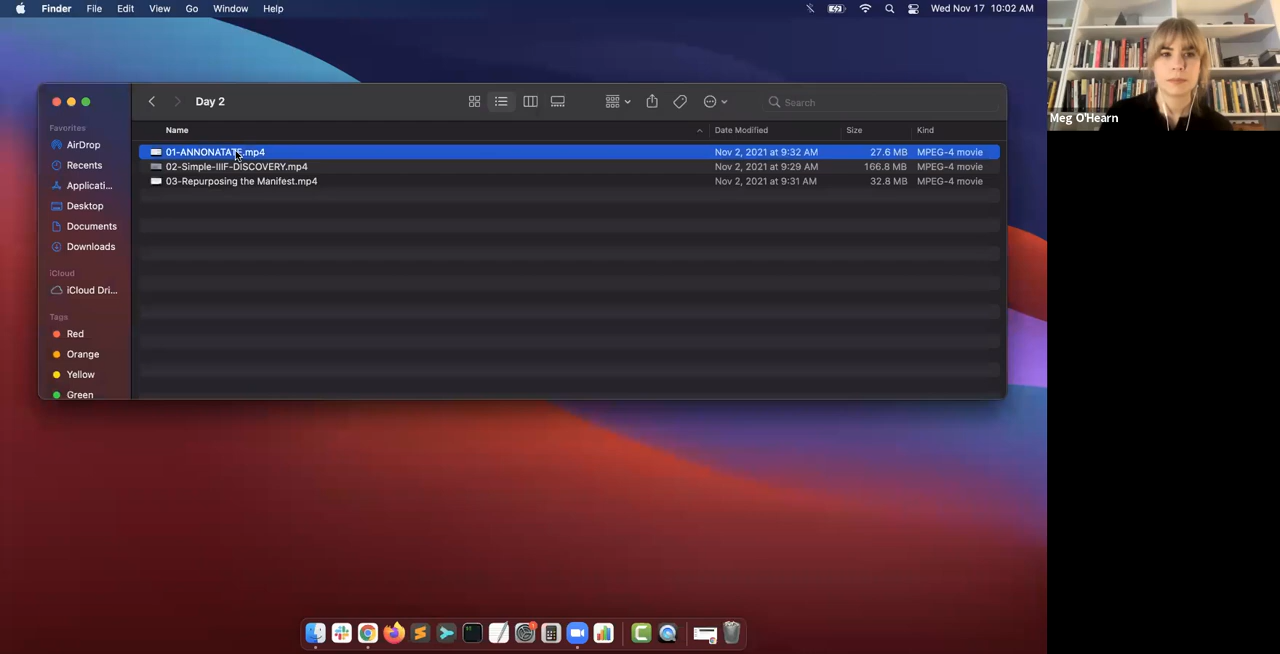 Finder File Edit View Go Window Help Wed Nov 17 10:02 AM
Day 2 Search
Favorites
AirDrop
Recents
Applicati...
Desktop
Documents
Downloads
iCloud
iCloud Dri...
Tags
Red
Orange
Yellow
Green
Name Date Modified Size Kind
01-ANNONATATE.mp4 Nov 2, 2021 at 9:32 AM 27.6 MB MPEG-4 movie
02-Simple-IIIF-DISCOVERY.mp4 Nov 2, 2021 at 9:29 AM 166.8 MB MPEG-4 movie
03-Repurposing the Manifest.mp4 Nov 2, 2021 at 9:31 AM 32.8 MB MPEG-4 movie
Meg O'Hearn